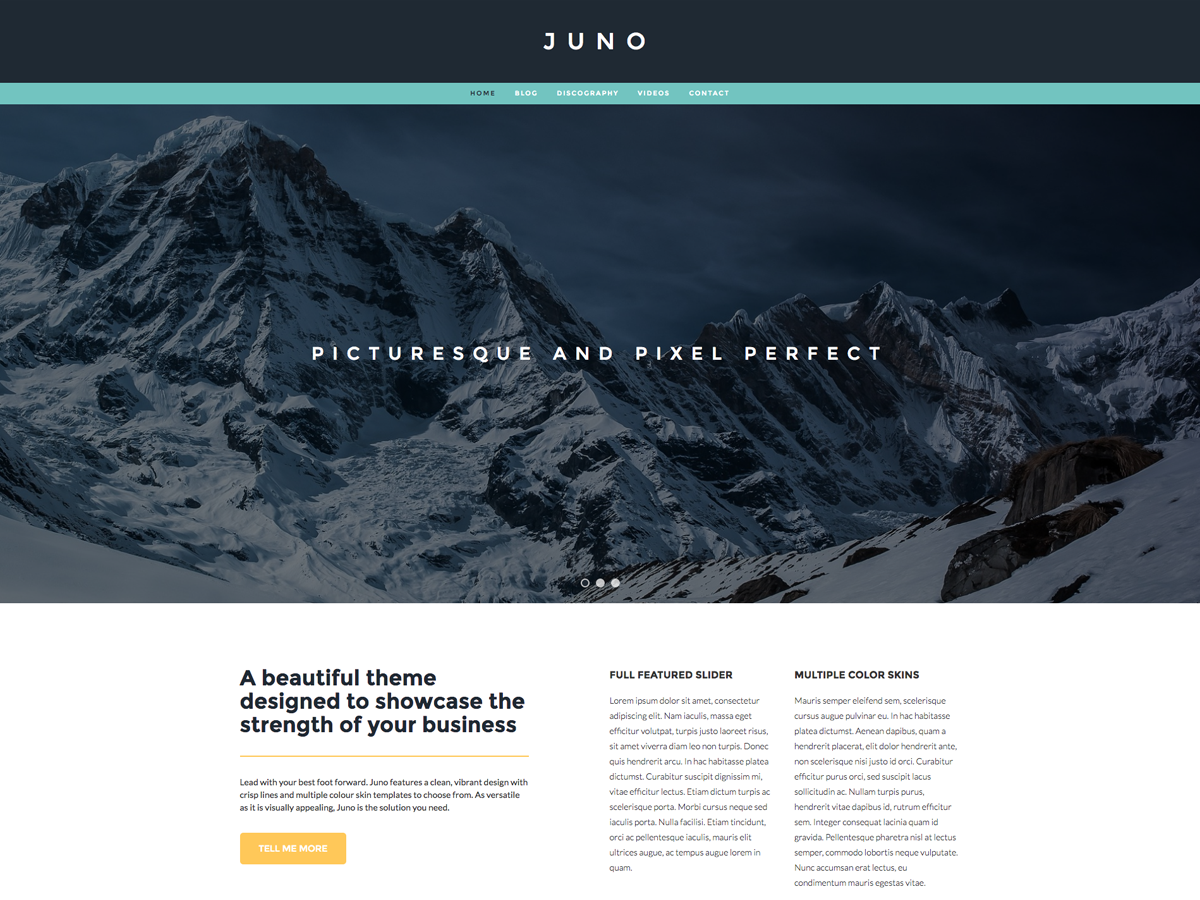 JUNO
HOME BLOG DISCOGRAPHY VIDEOS CONTACT
PICTURESQUE AND PIXEL PERFECT
A beautiful theme
designed to showcase the
strength of your business
Lead with your best foot forward. Juno features a clean, vibrant design with
crisp lines and multiple colour skin templates to choose from. As versatile
as it is visually appealing, Juno is the solution you need.
TELL ME MORE
FULL FEATURED SLIDER
Lorem ipsum dolor sit amet, consectetur
adipiscing elit. Nam iaculis, massa eget
efficitur volutpat, turpis justo laoreet risus,
sit amet viverra diam leo non turpis. Donec
quis hendrerit arcu. In hac habitasse platea
dictumst. Curabitur suscipit dignissim mi,
vitae efficitur lectus. Etiam dictum turpis ac
scelerisque porta. Morbi cursus neque sed
iaculis porta. Nulla facilisi. Etiam tincidunt,
orci ac pellentesque iaculis, mauris elit
ultrices augue, ac tempus augue lorem in
quam.
MULTIPLE COLOR SKINS
Mauris semper eleifend sem, scelerisque
cursus augue pulvinar eu. In hac habitasse
platea dictumst. Aenean dapibus, quam a
hendrerit placerat, elit dolor hendrerit ante,
non scelerisque nisi justo id orci. Curabitur
efficitur purus orci, sed suscipit lacus
sollicitudin ac. Nullam turpis purus,
hendrerit vitae dapibus id, rutrum efficitur
sem. Integer consequat lacinia quam id
gravida. Pellentesque pharetra nisl at lectus
semper, commodo lobortis neque vulputate.
Nunc accumsan erat lectus, eu
condimentum mauris egestas vitae.